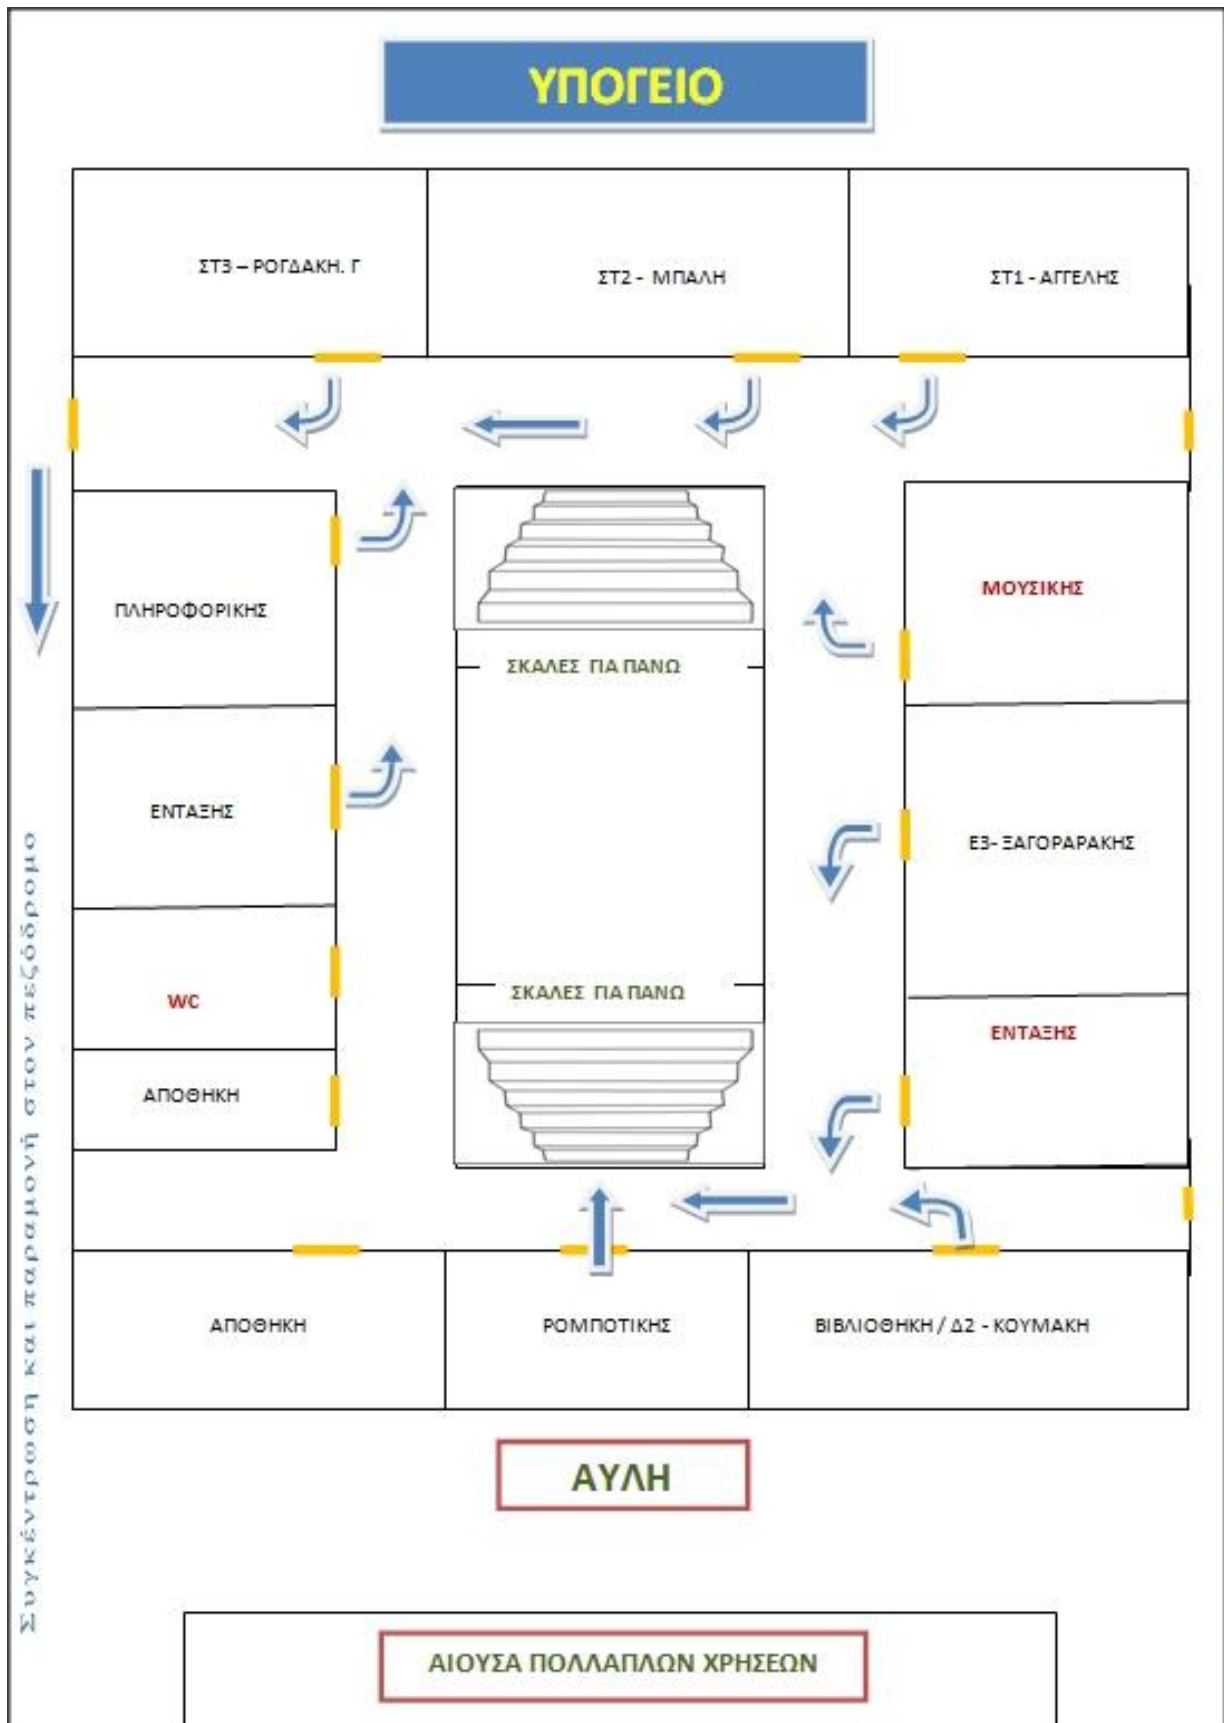 ΥΠΟΓΕΙΟ
ΣΤ3 – ΡΟΓΔΑΚΗ. Γ
ΣΤ2 - ΜΠΑΛΗ
ΣΤ1 - ΑΓΓΕΛΗΣ
ΠΛΗΡΟΦΟΡΙΚΗΣ
ΜΟΥΣΙΚΗΣ
ΣΚΑΛΕΣ ΓΙΑ ΠΑΝΩ
ΕΝΤΑΞΗΣ
Ε3- ΞΑΓΟΡΑΡΑΚΗΣ
WC
ΣΚΑΛΕΣ ΓΙΑ ΠΑΝΩ
ΕΝΤΑΞΗΣ
ΑΠΟΘΗΚΗ
ΑΠΟΘΗΚΗ
ΡΟΜΠΟΤΙΚΗΣ
ΒΙΒΛΙΟΘΗΚΗ / Δ2 - ΚΟΥΜΑΚΗ
Συγκέντρωση και παραμονή στον πεζόδρομο
ΑΥΛΗ
ΑΙΟΥΣΑ ΠΟΛΛΑΠΛΩΝ ΧΡΗΣΕΩΝ